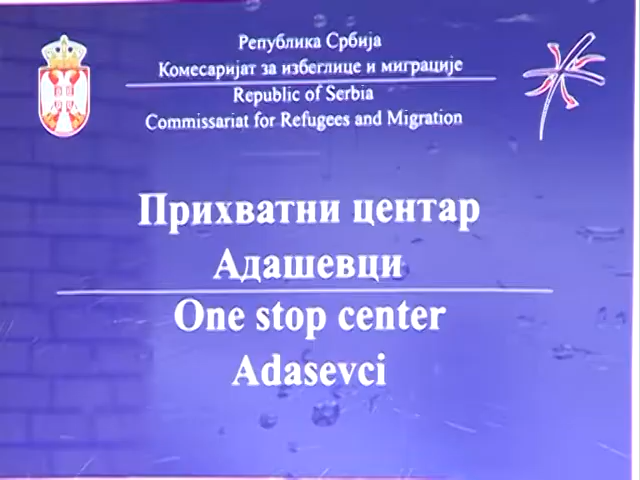 Република Србија
Комесаријат за избеглице и миграције
Republic of Serbia
Commissariat for Refugees and Migration
Прихватни центар
Адашевци
One stop center
Adasevci